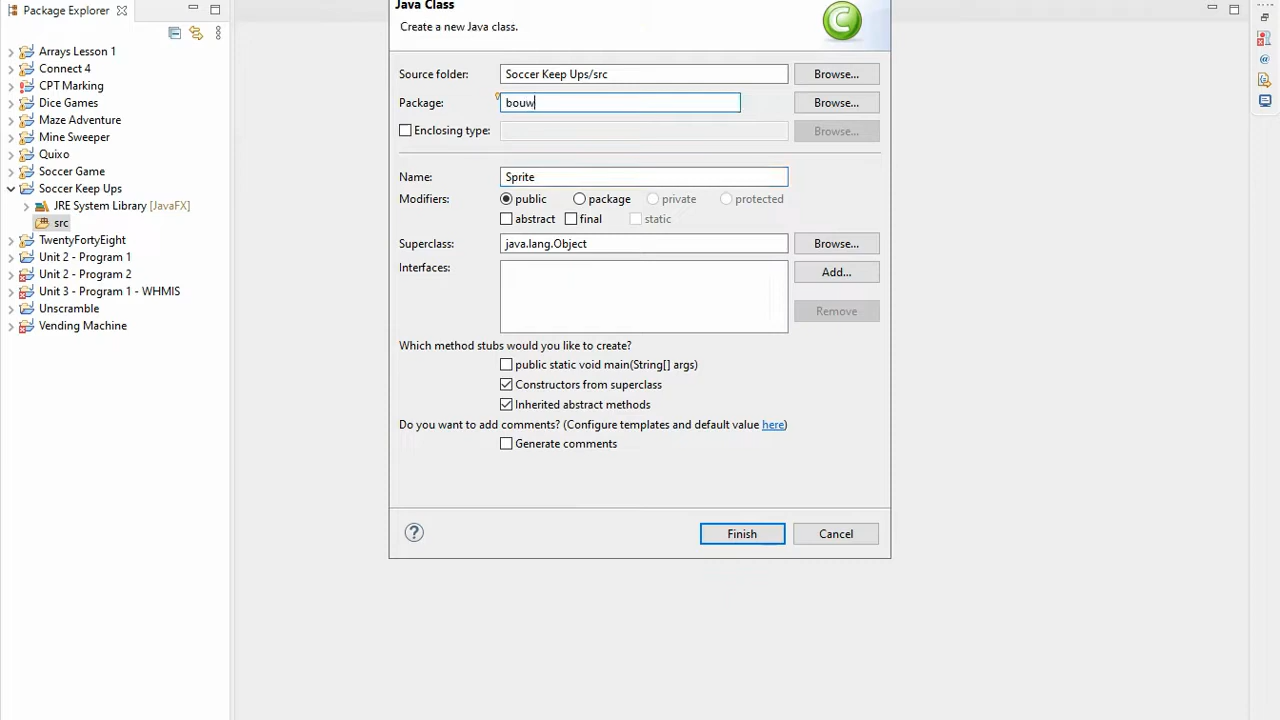 Package Explorer
Arrays Lesson 1
Connect 4
CPT Marking
Dice Games
Maze Adventure
Mine Sweeper
Quixo
Soccer Game
Soccer Keep Ups
JRE System Library [JavaFX]
src
TwentyFortyEight
Unit 2 - Program 1
Unit 2 - Program 2
Unit 3 - Program 1 - WHMIS
Unscramble
Vending Machine
Java Class
Create a new Java class.
C
Source folder: Soccer Keep Ups/src Browse...
Package: bouw Browse...
Enclosing type: Browse...
Name: Sprite
Modifiers: public package private protected
abstract final static
Superclass: java.lang.Object Browse...
Interfaces: Add...
Remove
Which method stubs would you like to create?
public static void main(String[] args)
Constructors from superclass
Inherited abstract methods
Do you want to add comments? (Configure templates and default value here)
Generate comments
? Finish Cancel